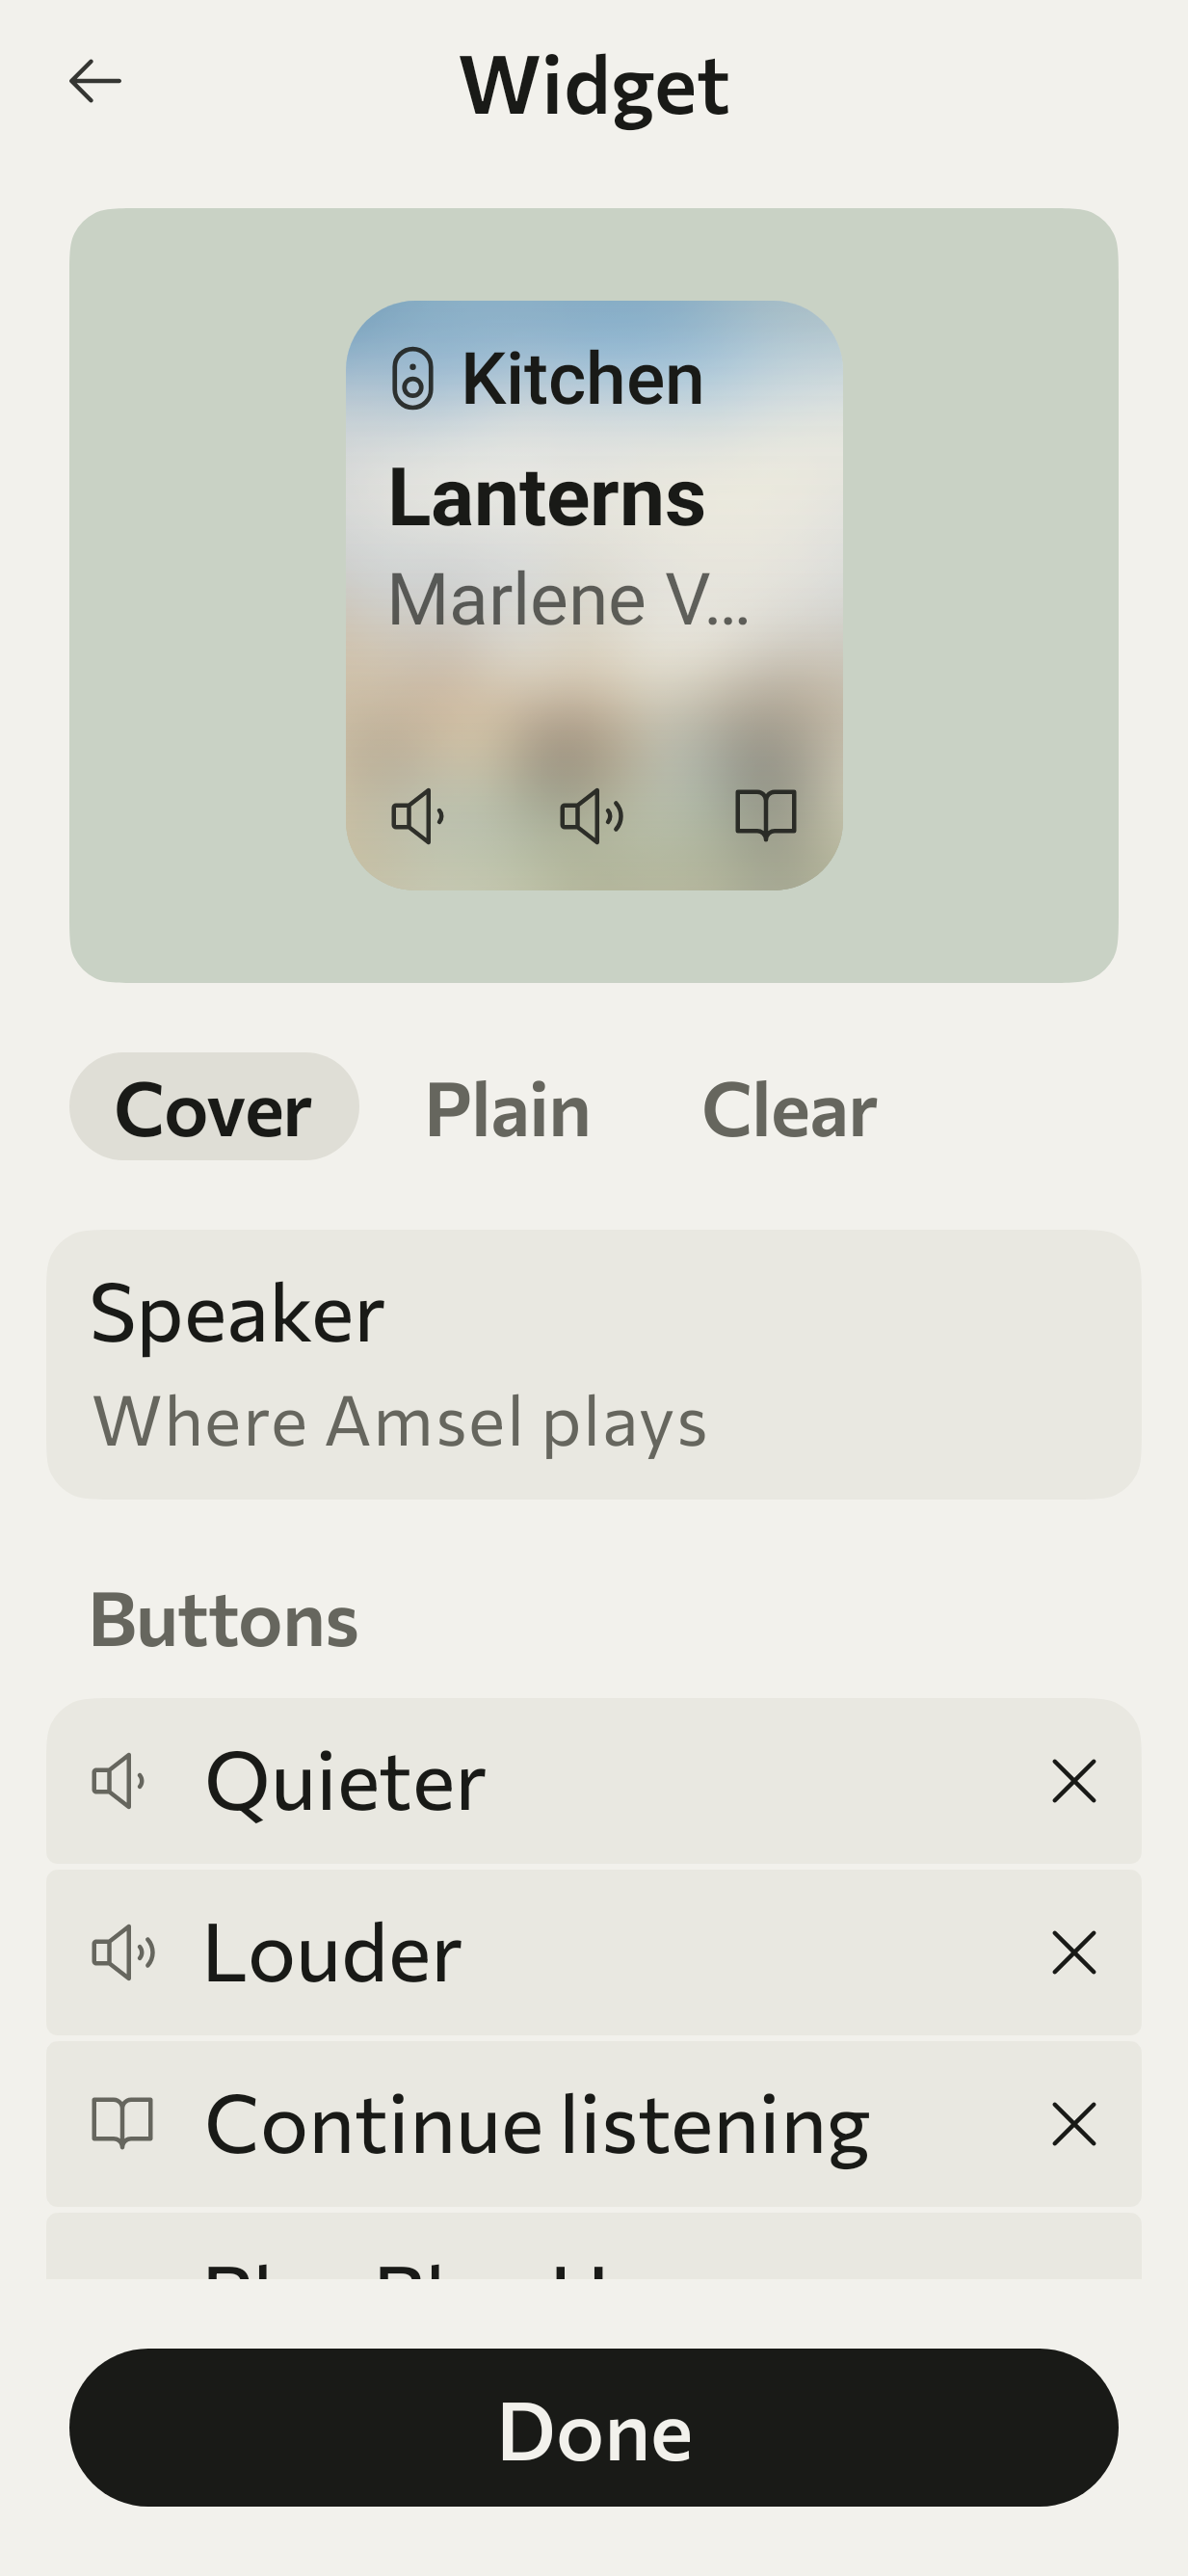 Widget
Kitchen
Lanterns
Marlene V...
Cover
Plain
Clear
Speaker
Where Amsel plays
Buttons
Quieter
Louder
Continue listening
Done